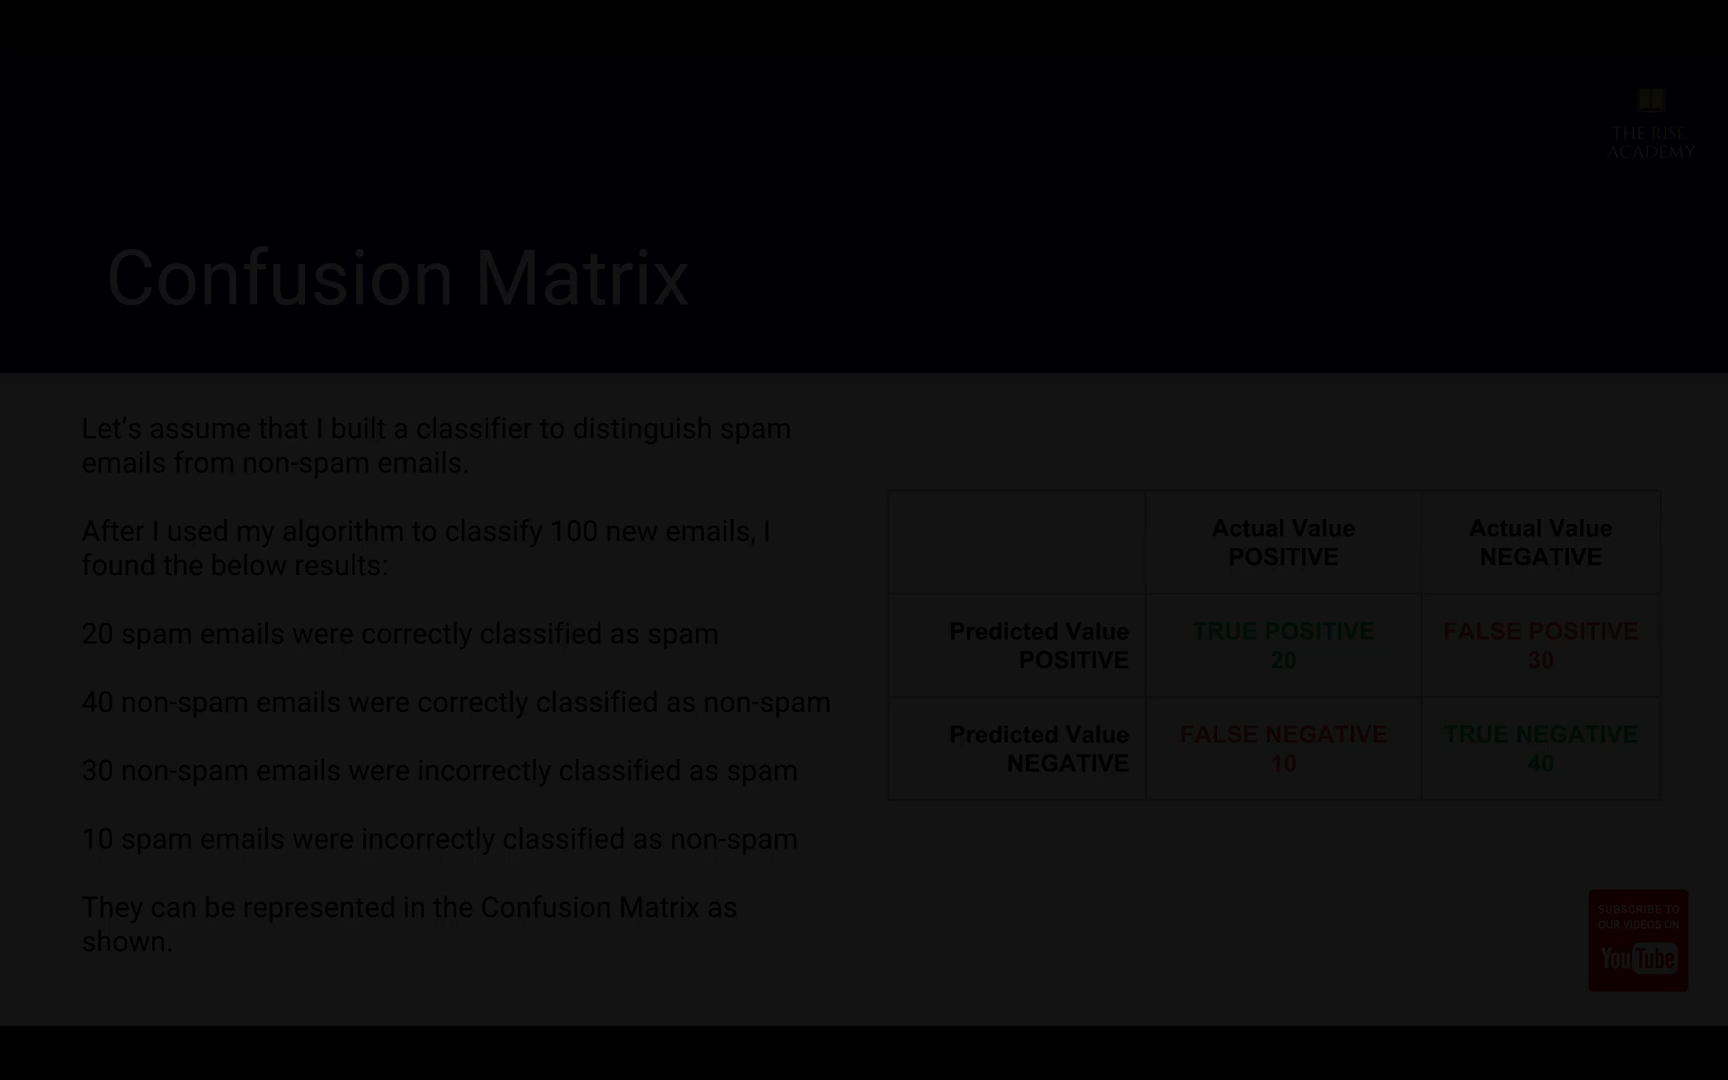 THE RISE
ACADEMY
Confusion Matrix
Let's assume that I built a classifier to distinguish spam
emails from non-spam emails.
After I used my algorithm to classify 100 new emails, I
found the below results:
20 spam emails were correctly classified as spam
40 non-spam emails were correctly classified as non-spam
30 non-spam emails were incorrectly classified as spam
10 spam emails were incorrectly classified as non-spam
They can be represented in the Confusion Matrix as
shown.
Actual Value
POSITIVE
Actual Value
NEGATIVE
Predicted Value
POSITIVE
TRUE POSITIVE
20
FALSE POSITIVE
30
Predicted Value
NEGATIVE
FALSE NEGATIVE
10
TRUE NEGATIVE
40
SUBSCRIBE TO
OUR VIDEOS ON
YouTube